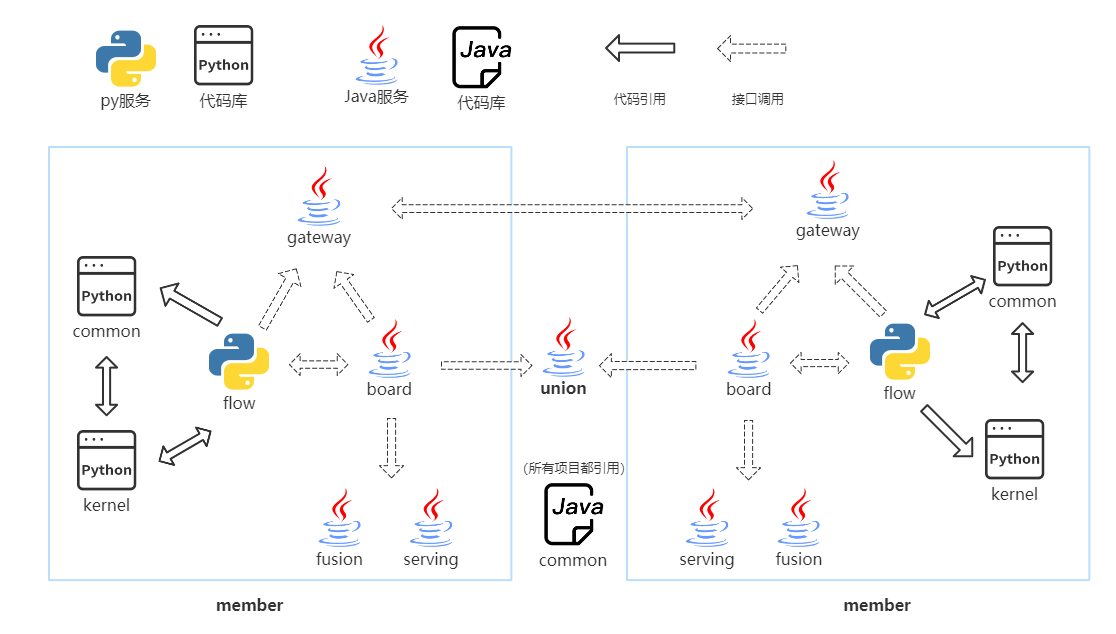 Python
Java
py服务
代码库
Java服务
代码库
代码引用
接口调用
gateway
gateway
Python
common
Python
common
flow
board
union
board
flow
Python
kernel
(所有项目都引用)
Python
kernel
Java
fusion
serving
common
serving
fusion
member
member